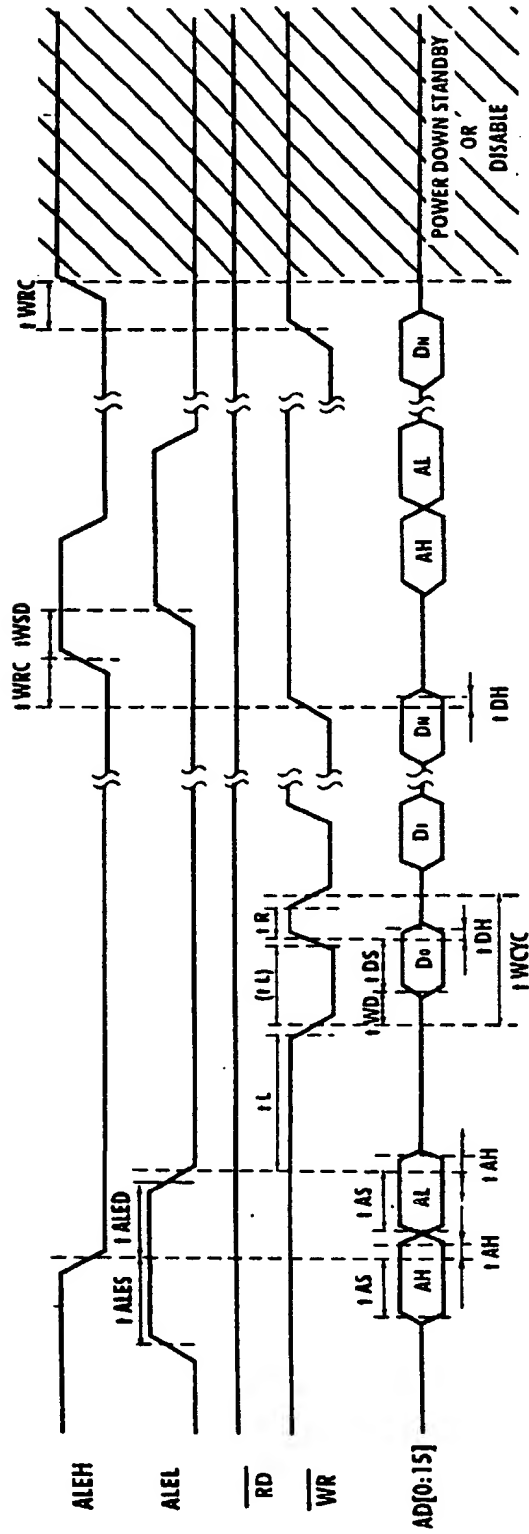 ALEH
ALEL
RD
WR
AD[0:15]
t ALES
t ALED
t WRC
t WSD
t WRC
t L
(t L)
t R
t WD, t DS
t DH
t WCYC
t DH
t AS
t AS
t AH
t AH
AH
AL
D0
D1
DN
AH
AL
DN
POWER DOWN STANDBY
OR
DISABLE